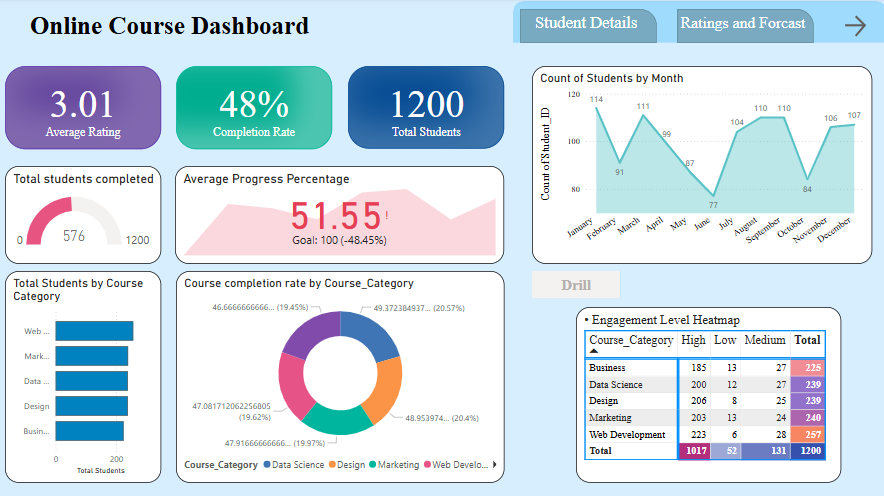 Online Course Dashboard
Student Details
Ratings and Forcast
3.01
Average Rating
48%
Completion Rate
1200
Total Students
Total students completed
0
576
1200
Average Progress Percentage
51.55!
Goal: 100 (-48.45%)
Count of Students by Month
Count of Student_ID
120
100
80
114
91
111
99
87
77
104
110
110
84
106
107
January
February
March
April
May
June
July
August
September
October
November
December
Total Students by Course
Category
Web ...
Mark...
Data ...
Design
Busin...
0
200
Total Students
Course completion rate by Course_Category
46.6666666666... (19.45%)
49.372384937... (20.57%)
47.081712062256805
(19.62%)
48.953974... (20.4%)
47.91666666666... (19.97%)
Course_Category Data Science Design Marketing Web Develo...
Drill
• Engagement Level Heatmap
Course_Category High Low Medium Total
Business 185 13 27 225
Data Science 200 12 27 239
Design 206 8 25 239
Marketing 203 13 24 240
Web Development 223 6 28 257
Total 1017 52 131 1200